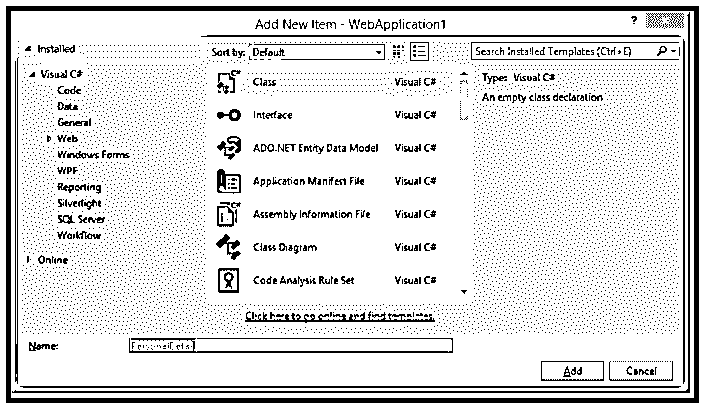 Add New Item - WebApplication1
?
Installed
Sort by: Default
Search Installed Templates (Ctrl+E)
Visual C#
Code
Data
General
Web
Windows Forms
WPF
Reporting
Silverlight
SQL Server
Workflow
Online
Class Visual C#
Interface Visual C#
ADO.NET Entity Data Model Visual C#
Application Manifest File Visual C#
Assembly Information File Visual C#
Class Diagram Visual C#
Code Analysis Rule Set Visual C#
Type: Visual C#
An empty class declaration
Click here to go online and find templates.
Name:
Add Cancel